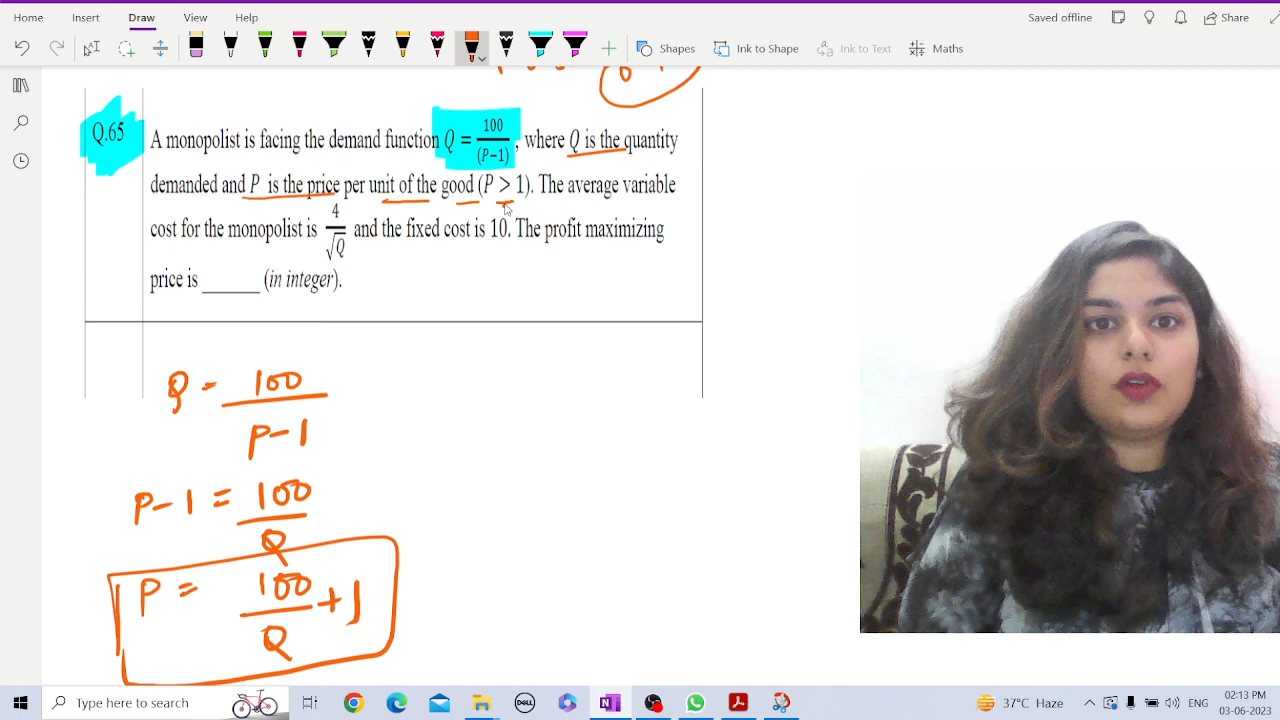 Home Insert Draw View Help Saved offline Share
Shapes Ink to Shape Ink to Text Maths
Q.65
A monopolist is facing the demand function Q = 100/(P−1), where Q is the quantity
demanded and P is the price per unit of the good (P > 1). The average variable
cost for the monopolist is 4/√Q and the fixed cost is 10. The profit maximizing
price is ______ (in integer).
Q = 100/P−1
P−1 = 100/Q
P = 100/Q + 1
Type here to search DELL 37°C Haze ENG 02:13 PM
03-06-2023